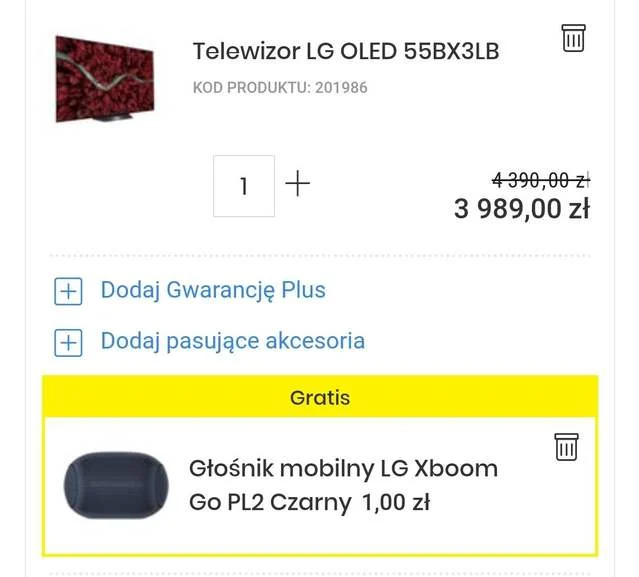 Telewizor LG OLED 55BX3LB
KOD PRODUKTU: 201986
1
4 390,00 zł
3 989,00 zł
Dodaj Gwarancję Plus
Dodaj pasujące akcesoria
Gratis
Głośnik mobilny LG Xboom
Go PL2 Czarny 1,00 zł